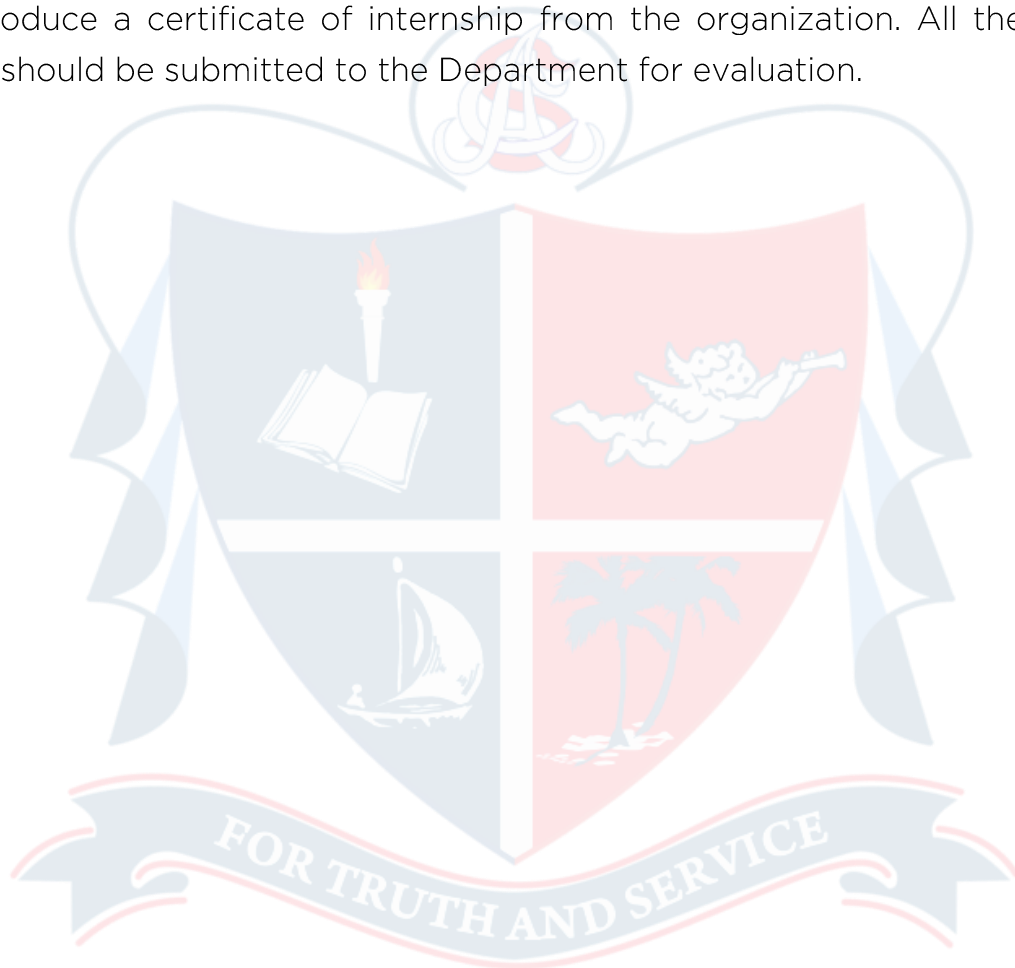 oduce a certificate of internship from the organization. All the
should be submitted to the Department for evaluation.
FOR TRUTH AND SERVICE